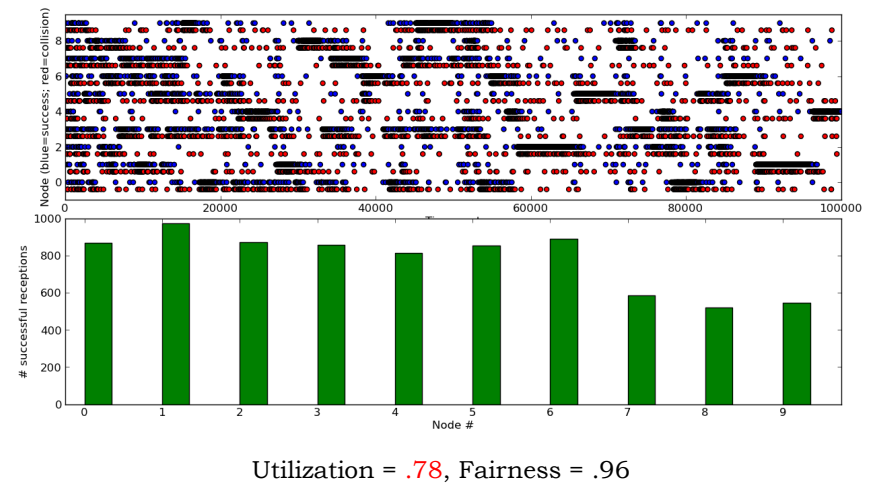 Node (blue=success; red=collision)
8
6
4
2
0
0 20000 40000 60000 80000 100000
# successful receptions
1000
800
600
400
200
0
0 1 2 3 4 5 6 7 8 9
Node #
Utilization = .78, Fairness = .96